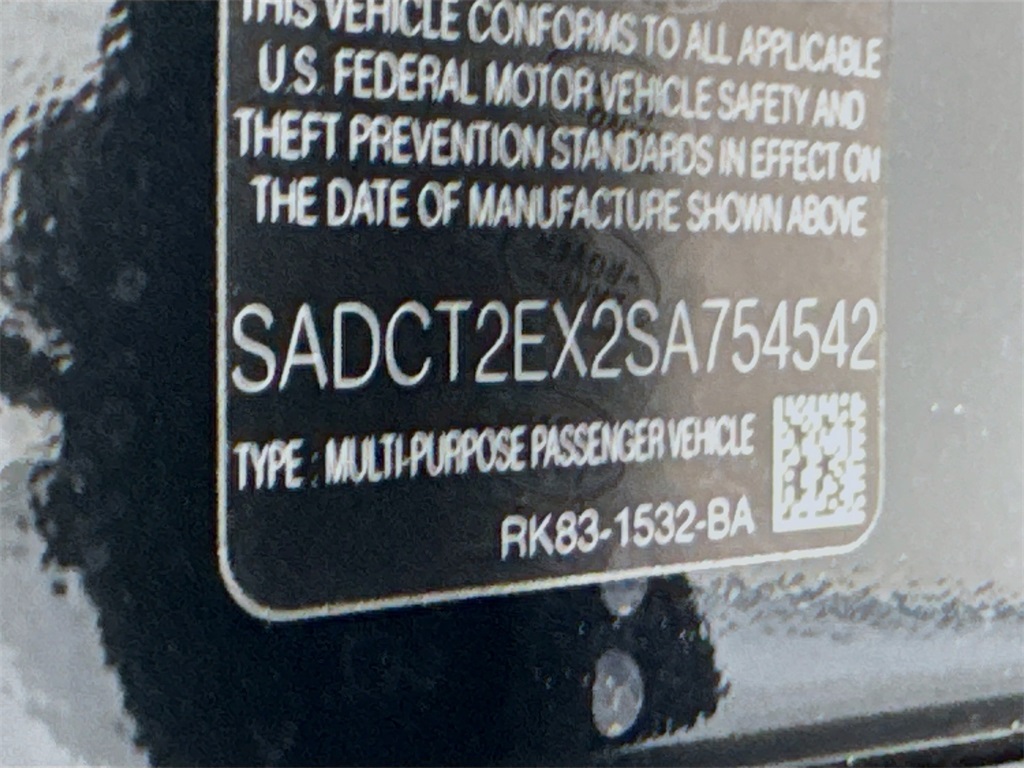 THIS VEHICLE CONFORMS TO ALL APPLICABLE
U.S. FEDERAL MOTOR VEHICLE SAFETY AND
THEFT PREVENTION STANDARDS IN EFFECT ON
THE DATE OF MANUFACTURE SHOWN ABOVE
SADCT2EX2SA754542
TYPE : MULTI-PURPOSE PASSENGER VEHICLE
RK83-1532-BA